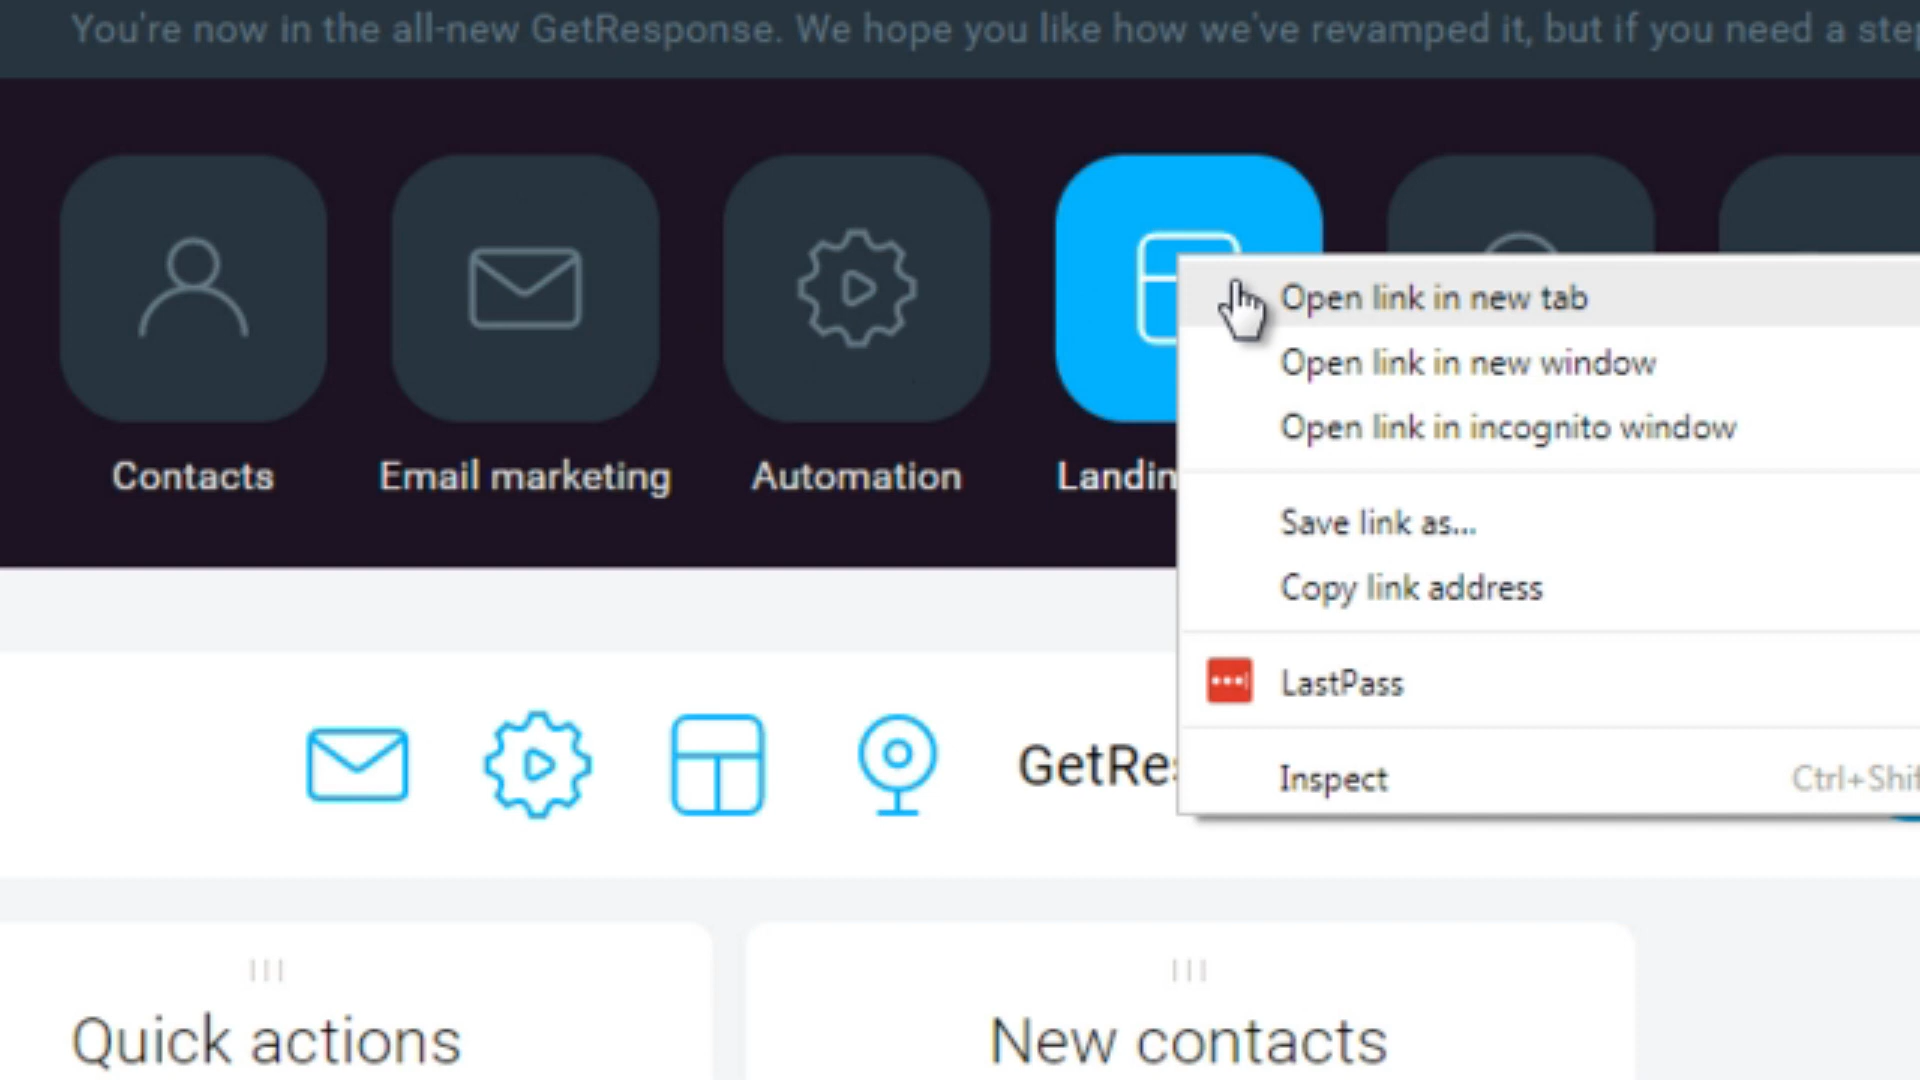 You're now in the all-new GetResponse. We hope you like how we've revamped it, but if you need a
Open link in new tab
Open link in new window
Open link in incognito window
Contacts
Email marketing
Automation
Save link as...
Copy link address
LastPass
Inspect
Quick actions
New contacts